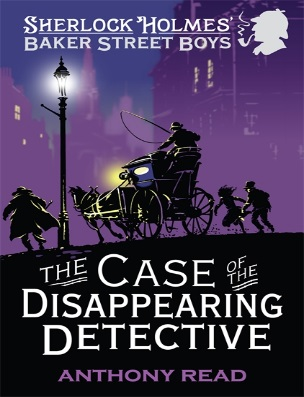 SHERLOCK HOLMES'
BAKER STREET BOYS
THE CASE OF THE
DISAPPEARING
DETECTIVE
ANTHONY READ